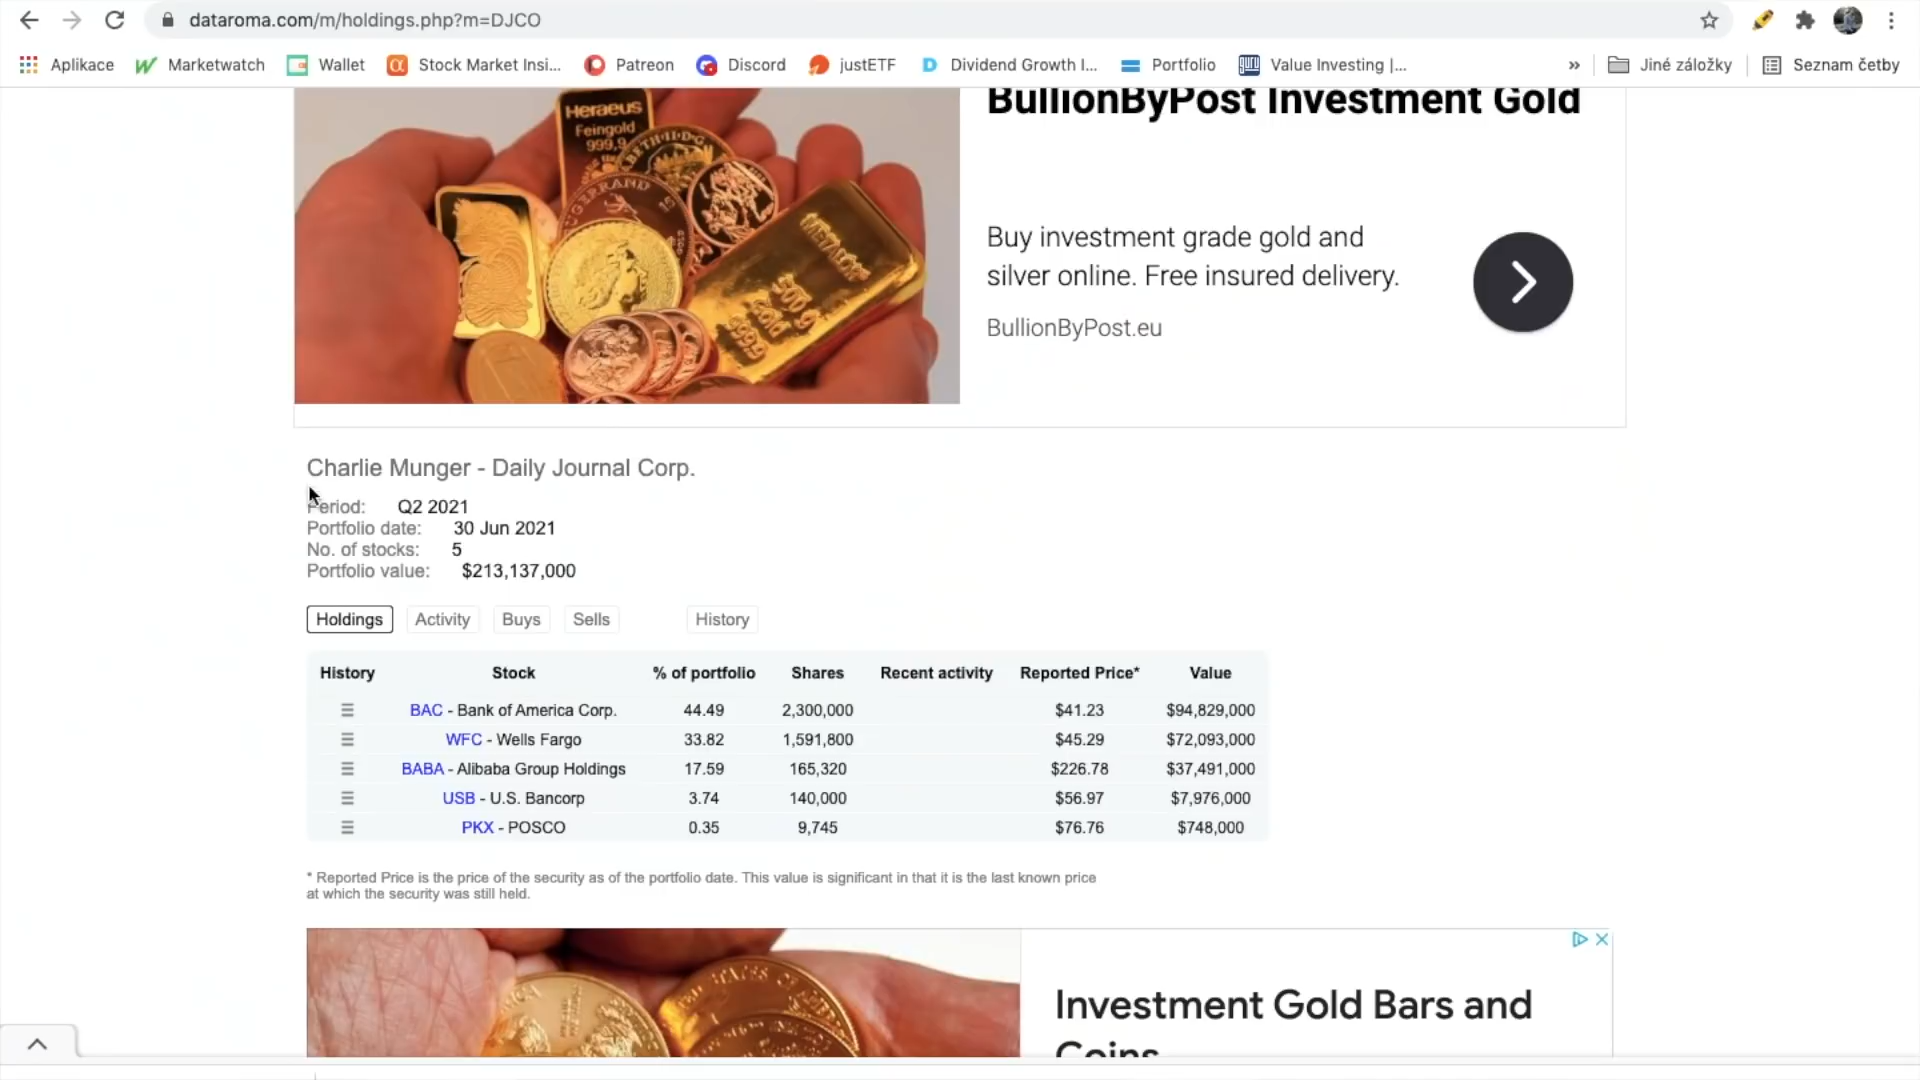 dataroma.com/m/holdings.php?m=DJCO
Aplikace Marketwatch Wallet Stock Market Insi... Patreon Discord justETF Dividend Growth I... Portfolio Value Investing |... » Jiné záložky Seznam četby
BullionByPost Investment Gold
Heraeus
Feingold
999,9
Buy investment grade gold and
silver online. Free insured delivery.
BullionByPost.eu
METALOR
500 g
Gold
999.9
Charlie Munger - Daily Journal Corp.
Period: Q2 2021
Portfolio date: 30 Jun 2021
No. of stocks: 5
Portfolio value: $213,137,000
Holdings Activity Buys Sells History
History Stock % of portfolio Shares Recent activity Reported Price* Value
BAC - Bank of America Corp. 44.49 2,300,000 $41.23 $94,829,000
WFC - Wells Fargo 33.82 1,591,800 $45.29 $72,093,000
BABA - Alibaba Group Holdings 17.59 165,320 $226.78 $37,491,000
USB - U.S. Bancorp 3.74 140,000 $56.97 $7,976,000
PKX - POSCO 0.35 9,745 $76.76 $748,000
* Reported Price is the price of the security as of the portfolio date. This value is significant in that it is the last known price
at which the security was still held.
Investment Gold Bars and
Coins